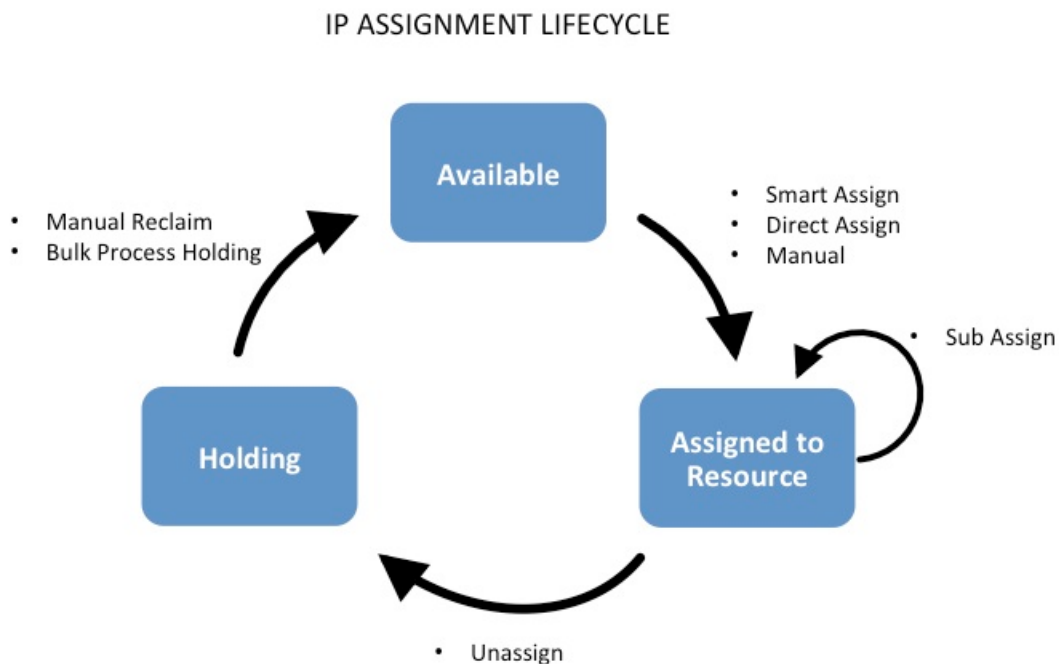 IP ASSIGNMENT LIFECYCLE
Available
• Smart Assign
• Direct Assign
• Manual
• Manual Reclaim
• Bulk Process Holding
• Sub Assign
Holding
Assigned to
Resource
• Unassign